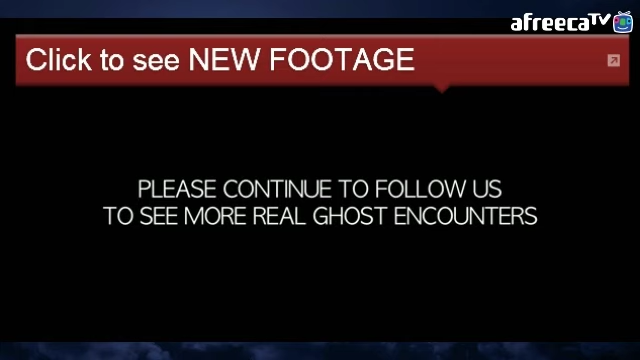 afreecaTV
Click to see NEW FOOTAGE
PLEASE CONTINUE TO FOLLOW US
TO SEE MORE REAL GHOST ENCOUNTERS